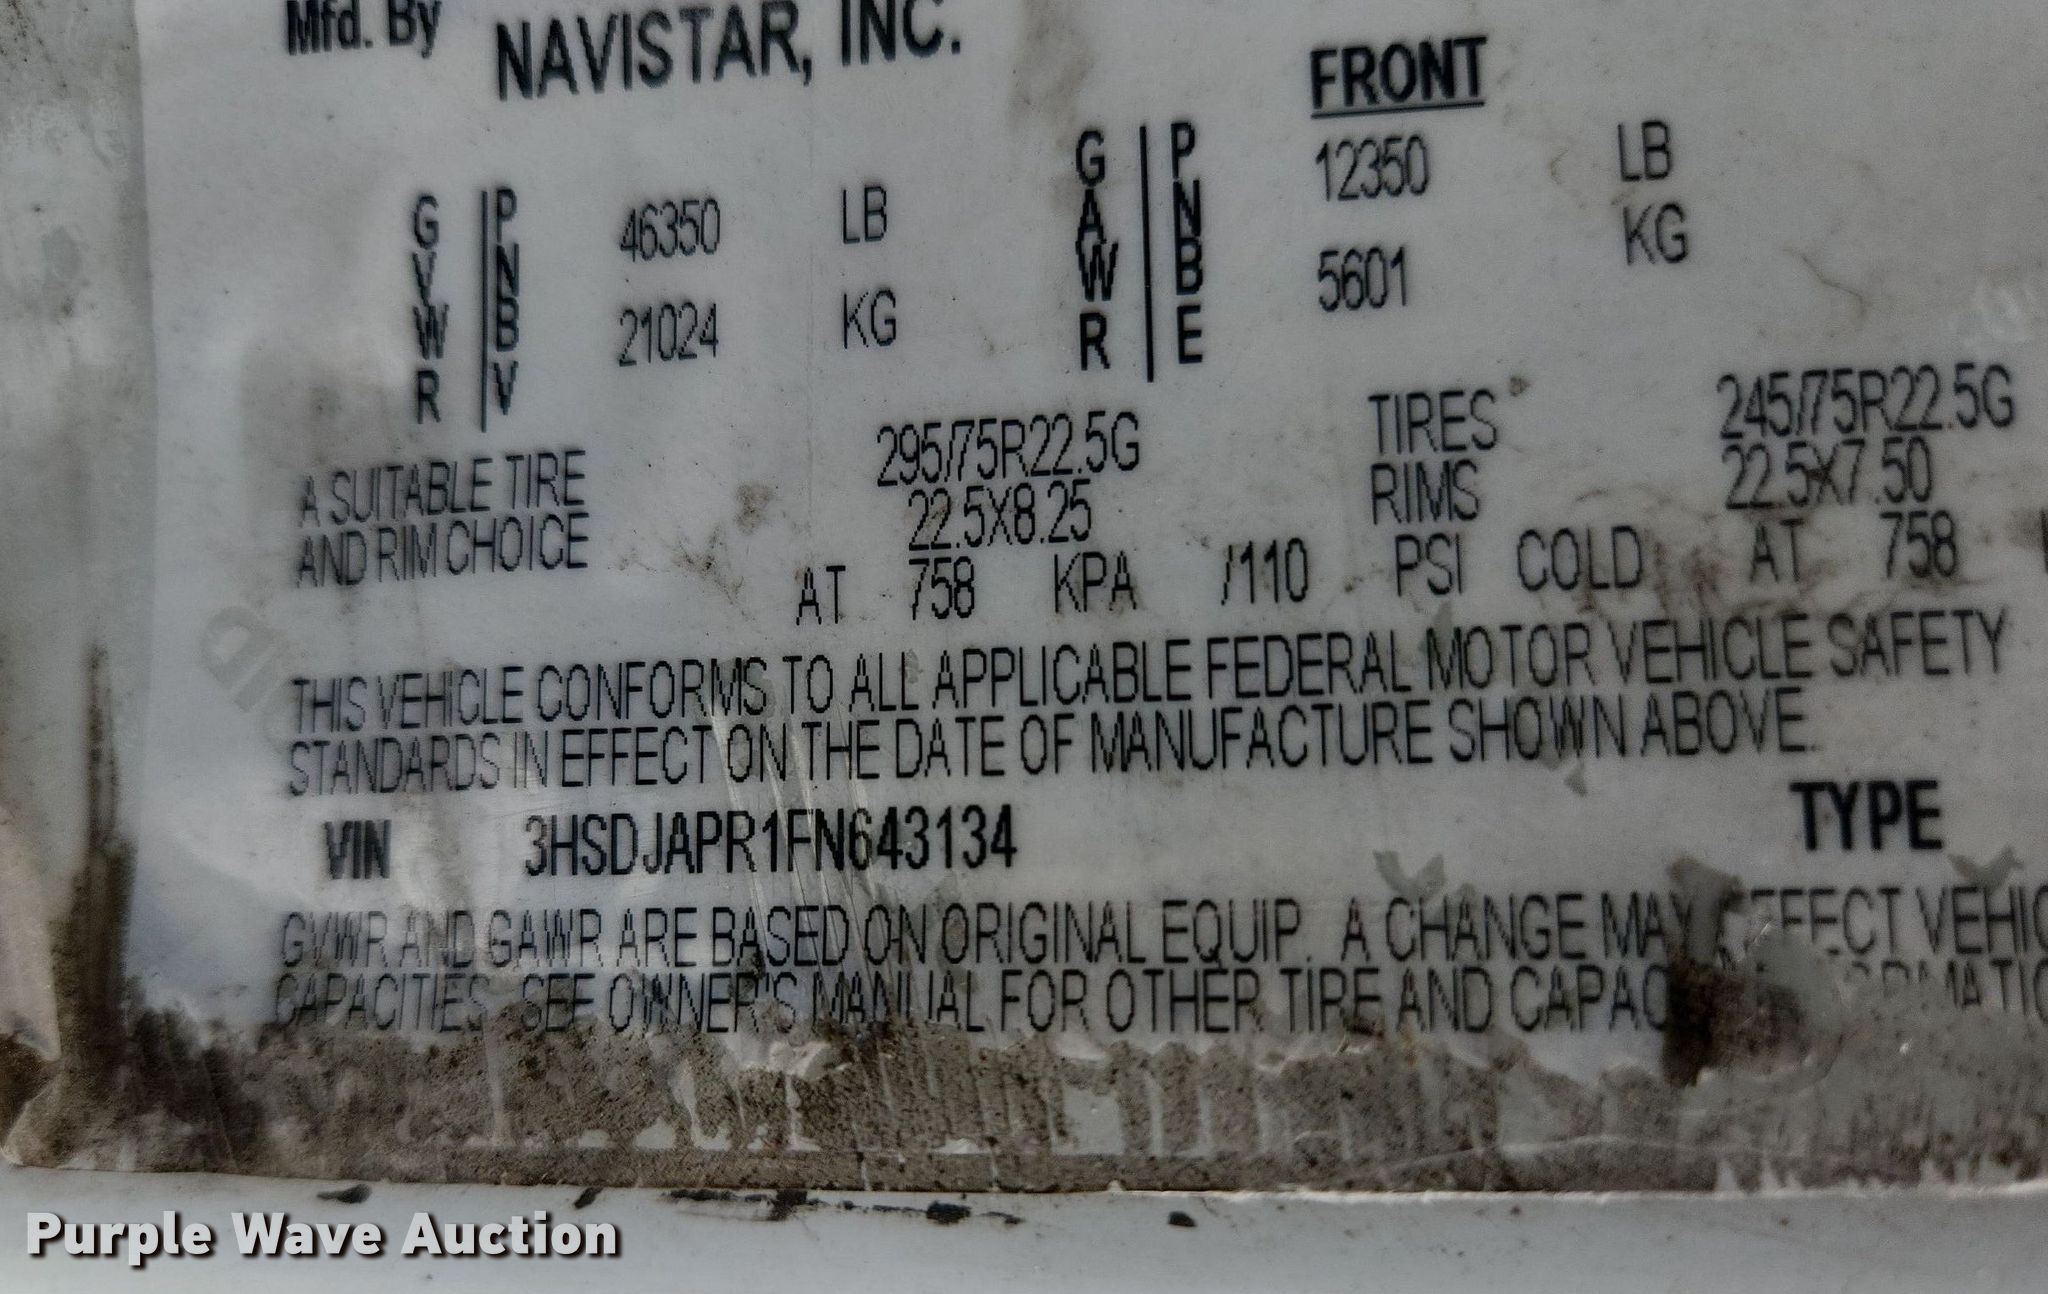 Mfd. By NAVISTAR, INC.
FRONT
GVWR | PNBV 46350 LB
21024 KG
GAWR | PNBE 12350 LB
5601 KG
A SUITABLE TIRE 295/75R22.5G TIRES 245/75R22.5G
AND RIM CHOICE 22.5X8.25 RIMS 22.5X7.50
AT 758 KPA /110 PSI COLD AT 758
THIS VEHICLE CONFORMS TO ALL APPLICABLE FEDERAL MOTOR VEHICLE SAFETY
STANDARDS IN EFFECT ON THE DATE OF MANUFACTURE SHOWN ABOVE.
VIN 3HSDJAPR1FN643134 TYPE
GVWR AND GAWR ARE BASED ON ORIGINAL EQUIP. A CHANGE MAY
CAPACITIES. SEE OWNER'S MANUAL FOR OTHER TIRE AND
Purple Wave Auction